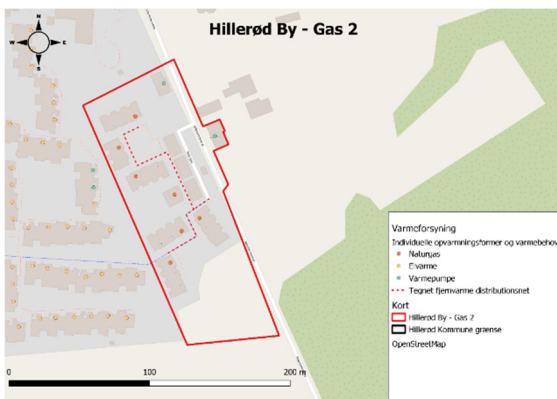 Hillerød By - Gas 2
N
W E
S
Varmeforsyning
Individuelle opvarmningsformer og varmebehov
Naturgas
Elvarme
Varmepumpe
Tegnet fjernvarme distributionsnet
Kort
Hillerød By - Gas 2
Hillerød Kommune grænse
OpenStreetMap
0 100 200 m